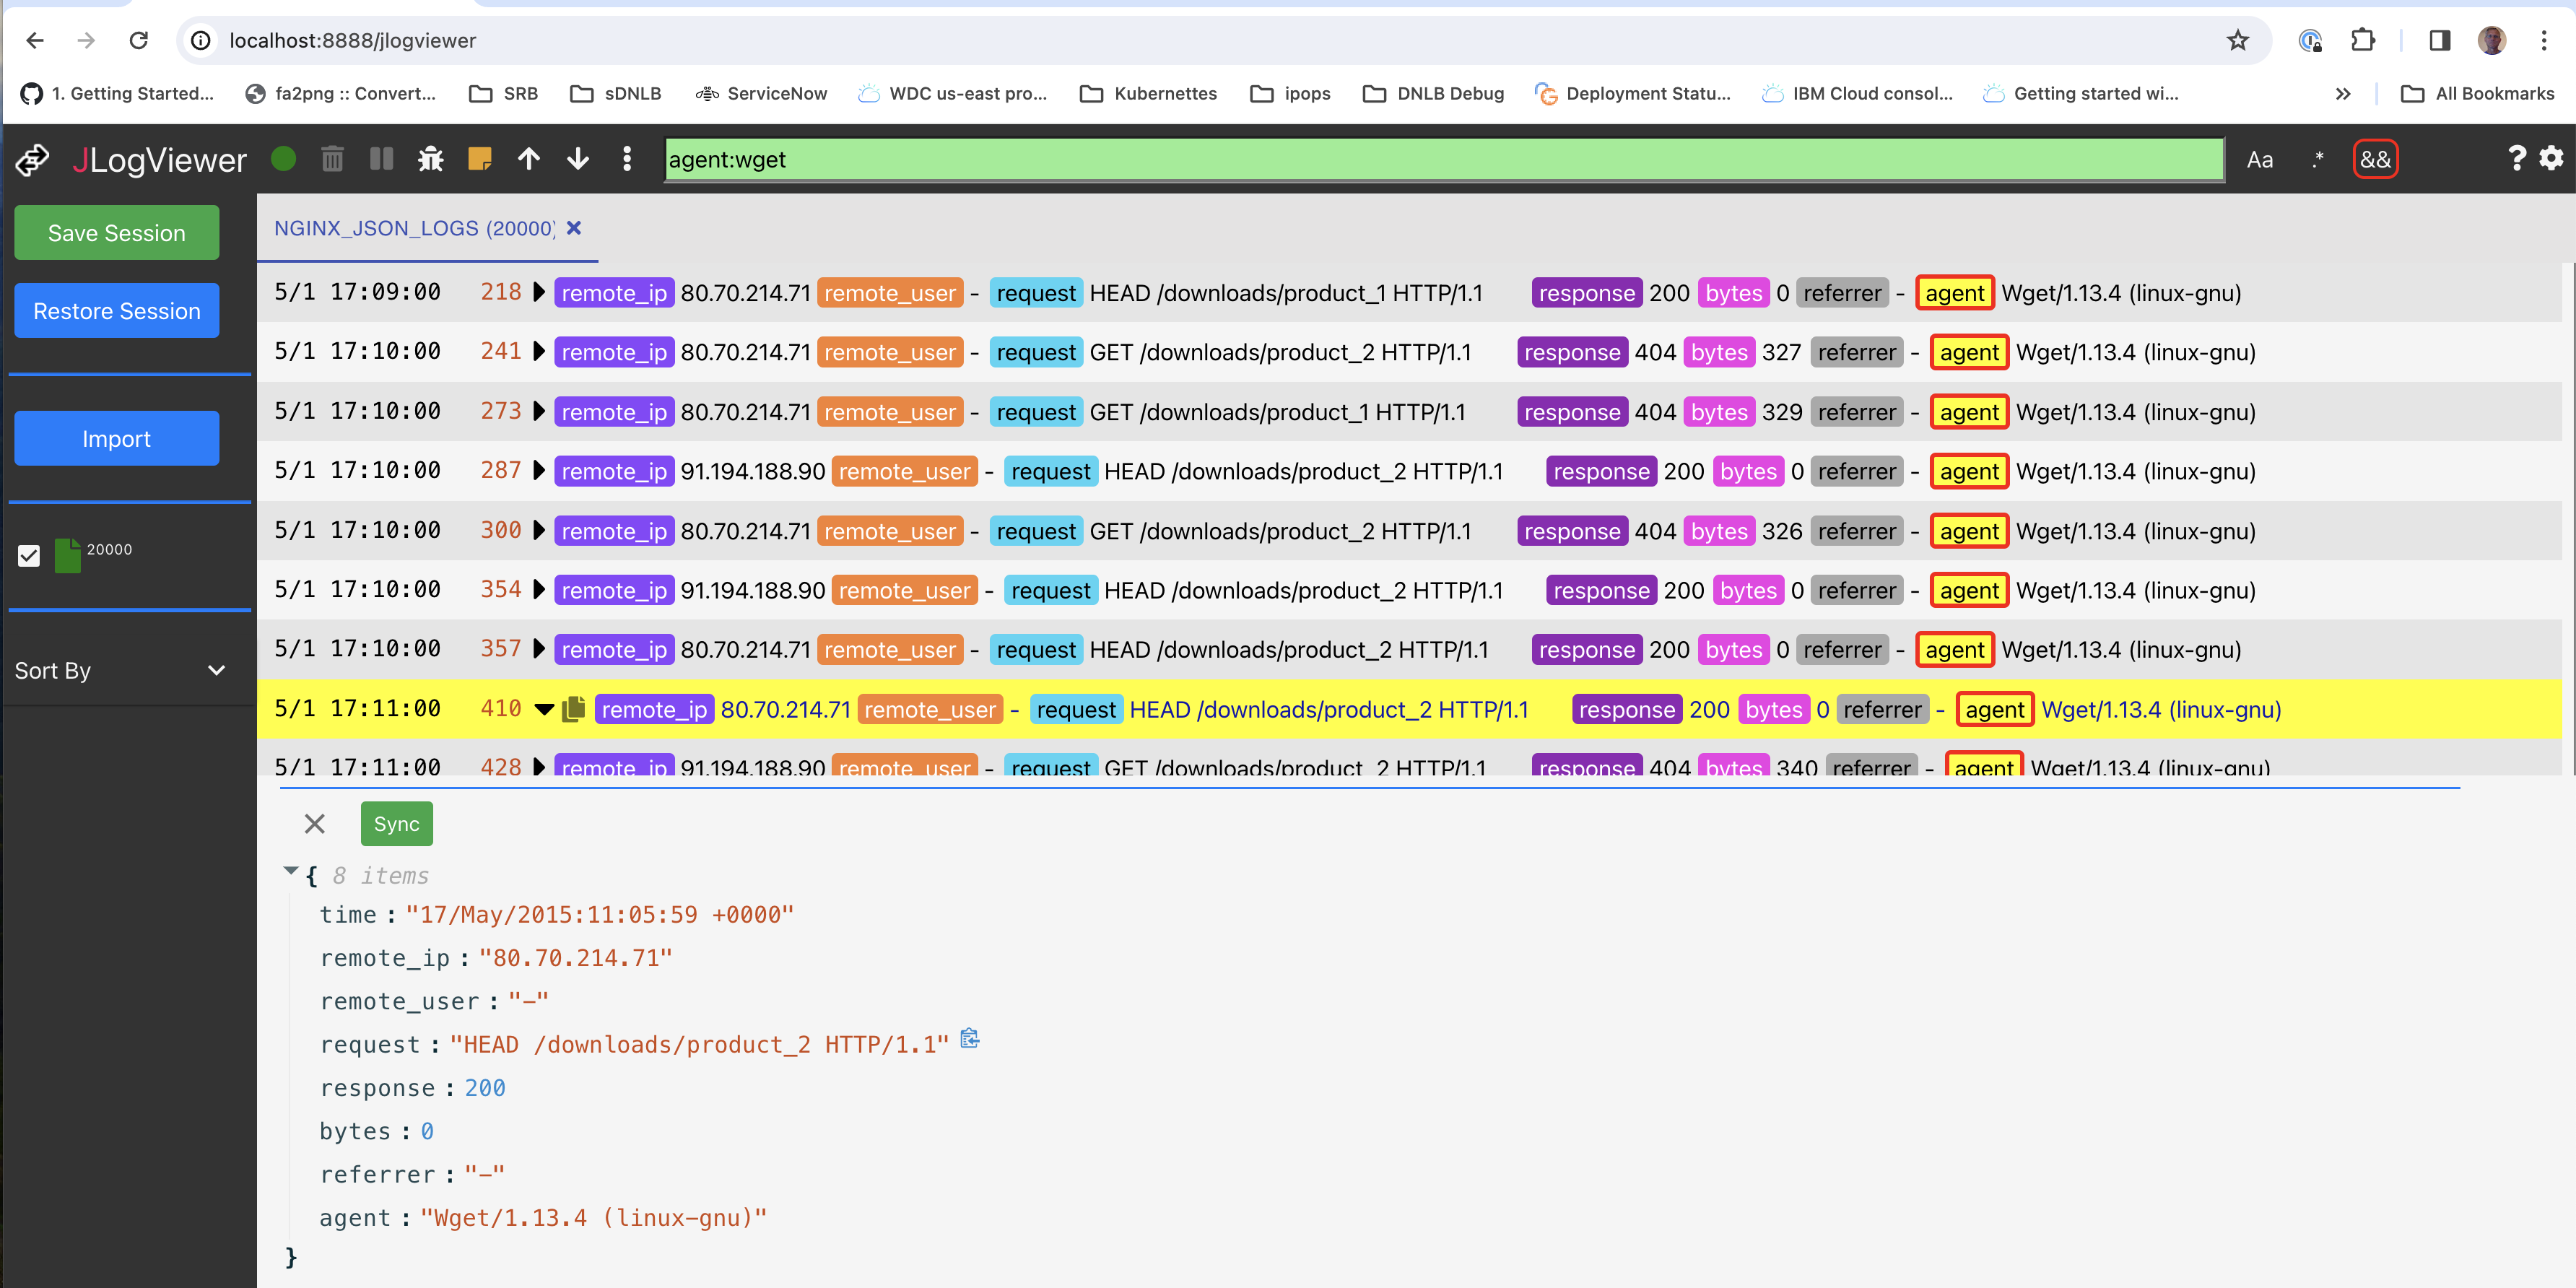 localhost:8888/jlogviewer
1. Getting Started... fa2png :: Convert... SRB sDNLB ServiceNow WDC us-east pro... Kubernettes ipops DNLB Debug Deployment Statu... IBM Cloud consol... Getting started wi... » All Bookmarks
JLogViewer agent:wget Aa .* && ?
Save Session
Restore Session
Import
20000
Sort By
NGINX_JSON_LOGS (20000)
5/1 17:09:00 218 remote_ip 80.70.214.71 remote_user - request HEAD /downloads/product_1 HTTP/1.1 response 200 bytes 0 referrer - agent Wget/1.13.4 (linux-gnu)
5/1 17:10:00 241 remote_ip 80.70.214.71 remote_user - request GET /downloads/product_2 HTTP/1.1 response 404 bytes 327 referrer - agent Wget/1.13.4 (linux-gnu)
5/1 17:10:00 273 remote_ip 80.70.214.71 remote_user - request GET /downloads/product_1 HTTP/1.1 response 404 bytes 329 referrer - agent Wget/1.13.4 (linux-gnu)
5/1 17:10:00 287 remote_ip 91.194.188.90 remote_user - request HEAD /downloads/product_2 HTTP/1.1 response 200 bytes 0 referrer - agent Wget/1.13.4 (linux-gnu)
5/1 17:10:00 300 remote_ip 80.70.214.71 remote_user - request GET /downloads/product_2 HTTP/1.1 response 404 bytes 326 referrer - agent Wget/1.13.4 (linux-gnu)
5/1 17:10:00 354 remote_ip 91.194.188.90 remote_user - request HEAD /downloads/product_2 HTTP/1.1 response 200 bytes 0 referrer - agent Wget/1.13.4 (linux-gnu)
5/1 17:10:00 357 remote_ip 80.70.214.71 remote_user - request HEAD /downloads/product_2 HTTP/1.1 response 200 bytes 0 referrer - agent Wget/1.13.4 (linux-gnu)
5/1 17:11:00 410 remote_ip 80.70.214.71 remote_user - request HEAD /downloads/product_2 HTTP/1.1 response 200 bytes 0 referrer - agent Wget/1.13.4 (linux-gnu)
5/1 17:11:00 428 remote_ip 91.194.188.90 remote_user - request GET /downloads/product_2 HTTP/1.1 response 404 bytes 340 referrer - agent Wget/1.13.4 (linux-gnu)
Sync
{ 8 items
time : "17/May/2015:11:05:59 +0000"
remote_ip : "80.70.214.71"
remote_user : "-"
request : "HEAD /downloads/product_2 HTTP/1.1"
response : 200
bytes : 0
referrer : "-"
agent : "Wget/1.13.4 (linux-gnu)"
}